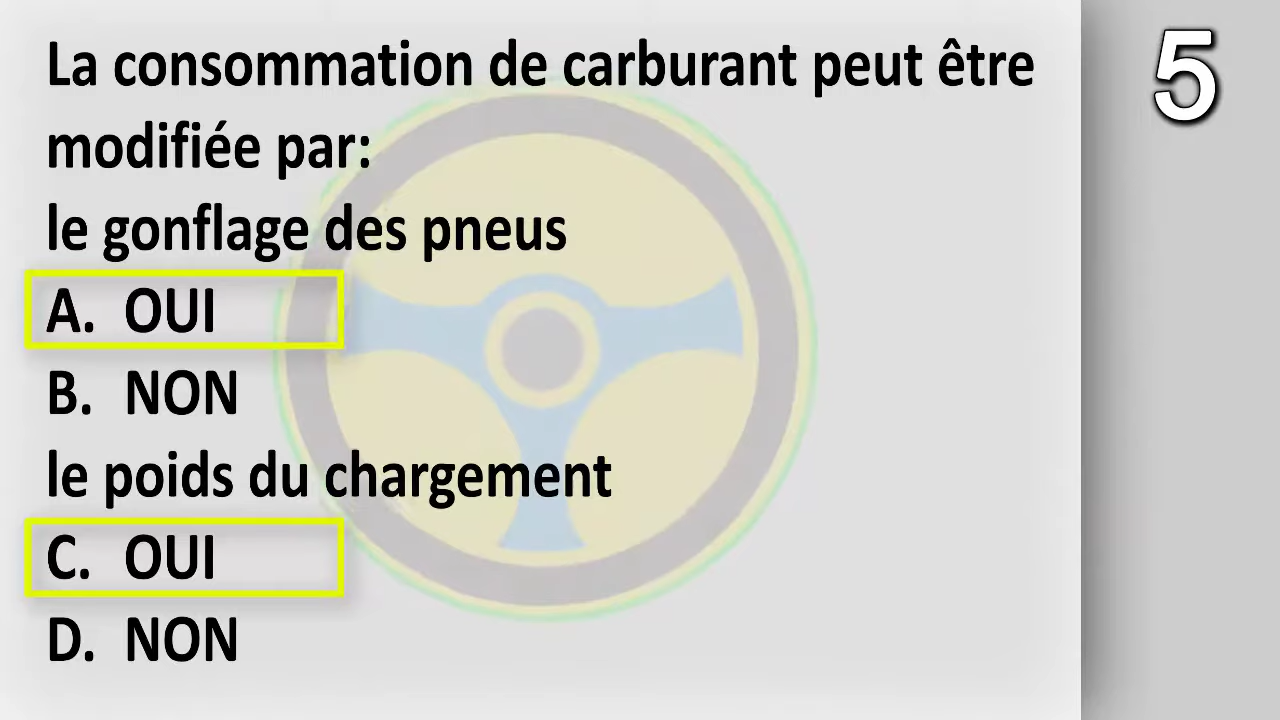 La consommation de carburant peut être
modifiée par:
le gonflage des pneus
A. OUI
B. NON
le poids du chargement
C. OUI
D. NON
5